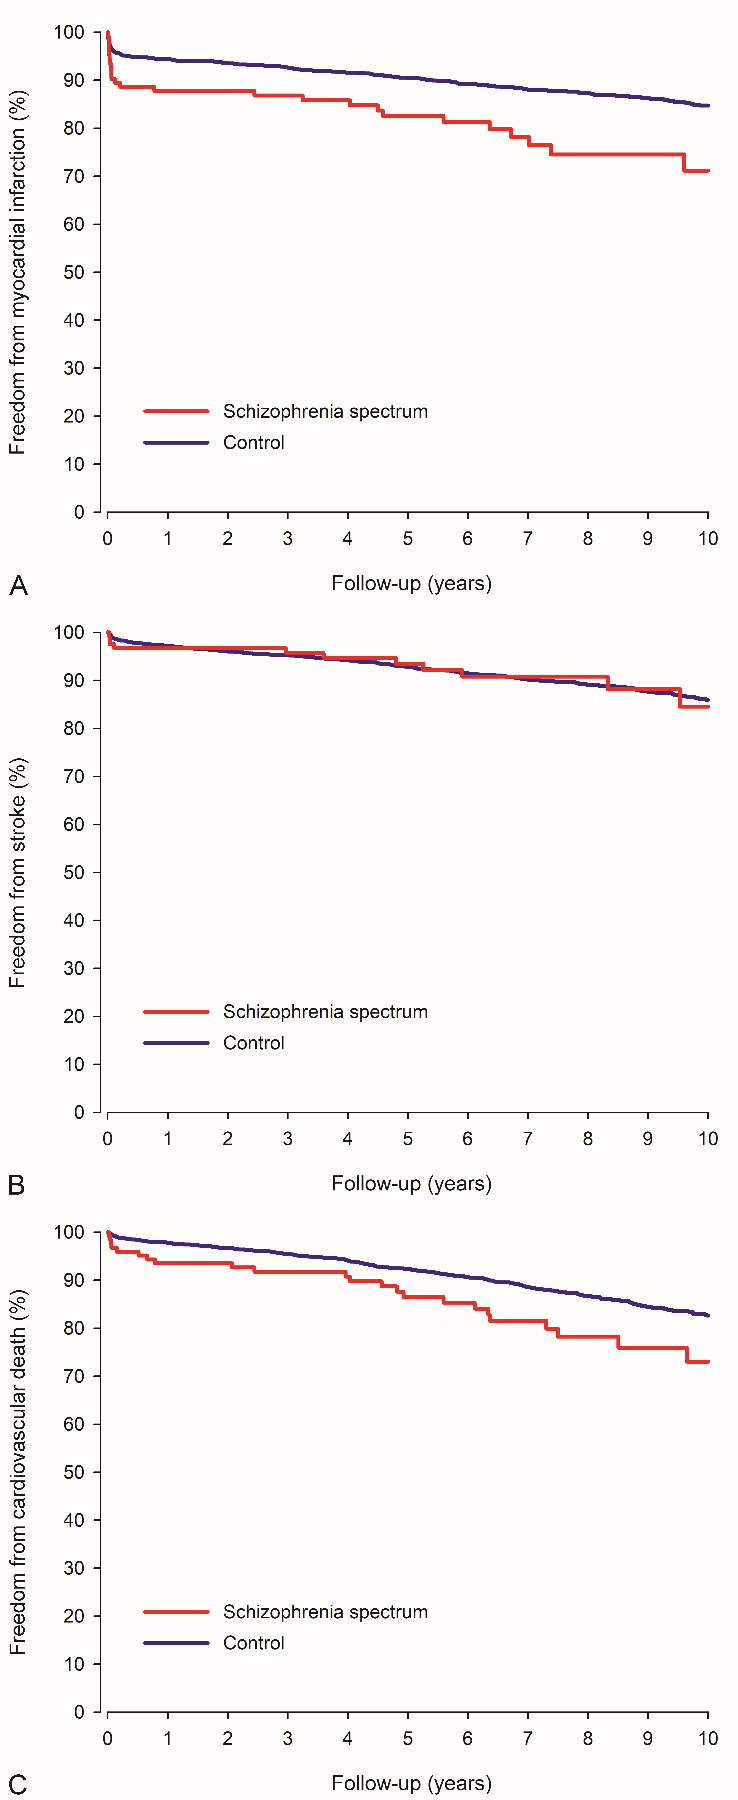 Freedom from myocardial infarction (%)
100
90
80
70
60
50
40
30
20
10
0
Schizophrenia spectrum
Control
0 1 2 3 4 5 6 7 8 9 10
A Follow-up (years)
Freedom from stroke (%)
100
90
80
70
60
50
40
30
20
10
0
Schizophrenia spectrum
Control
0 1 2 3 4 5 6 7 8 9 10
B Follow-up (years)
Freedom from cardiovascular death (%)
100
90
80
70
60
50
40
30
20
10
0
Schizophrenia spectrum
Control
0 1 2 3 4 5 6 7 8 9 10
C Follow-up (years)